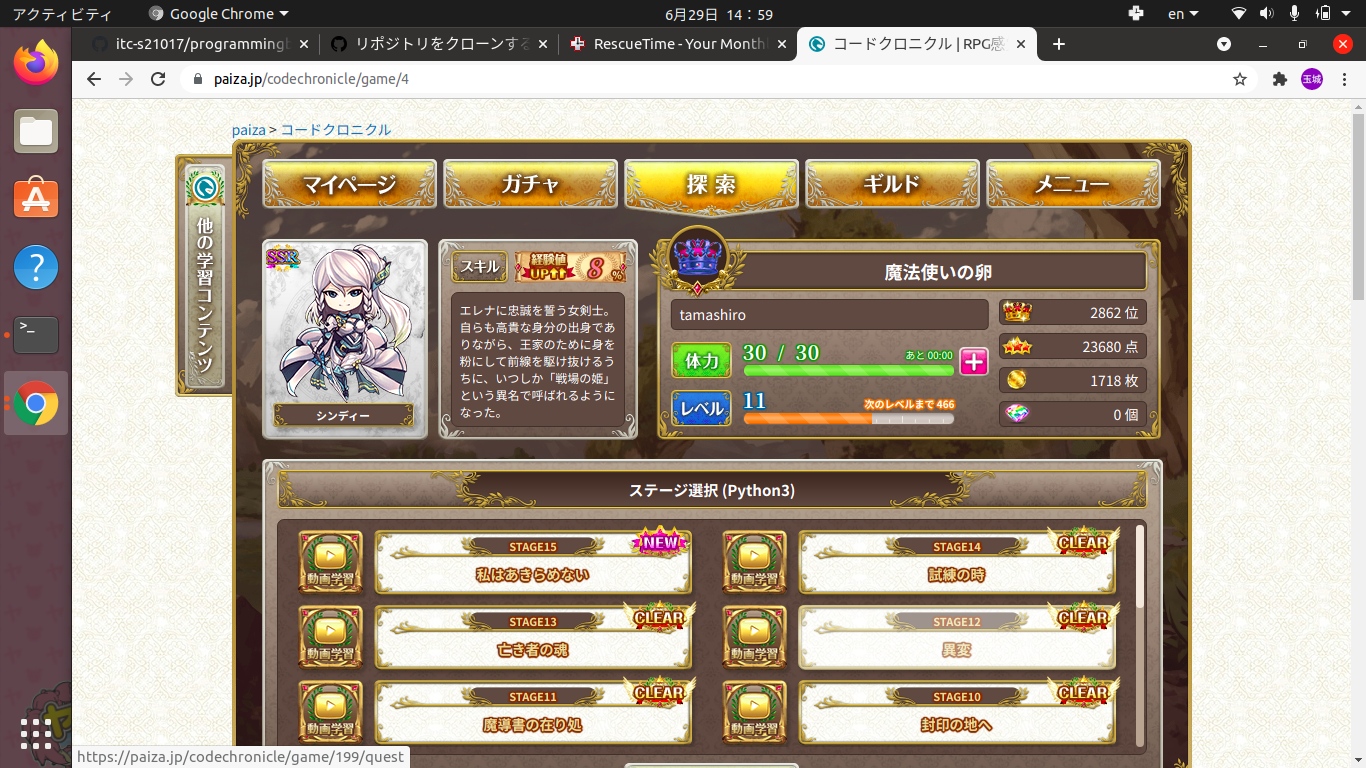 アクティビティ
Google Chrome
6月29日 14：59
en
itc-s21017/programmingt
リポジトリをクローンする
RescueTime - Your Month
コードクロニクル | RPG感
paiza.jp/codechronicle/game/4
玉城
paiza > コードクロニクル
他の学習コンテンツ
マイページ
ガチャ
探索
ギルド
メニュー
SSR
シンディー
スキル
経験値
UP
8%
エレナに忠誠を誓う女剣士。
自らも高貴な身分の出身であ
りながら、王家のために身を
粉にして前線を駆け抜けるう
ちに、いつしか「戦場の姫」
という異名で呼ばれるように
なった。
魔法使いの卵
tamashiro
体力
30 / 30
あと 00:00
レベル
11
次のレベルまで 466
2862 位
23680 点
1718 枚
0 個
ステージ選択 (Python3)
動画学習
STAGE15
NEW
私はあきらめない
動画学習
STAGE14
CLEAR
試練の時
動画学習
STAGE13
CLEAR
亡き者の魂
動画学習
STAGE12
CLEAR
異変
動画学習
STAGE11
CLEAR
魔導書の在り処
動画学習
STAGE10
CLEAR
封印の地へ
https://paiza.jp/codechronicle/game/199/quest